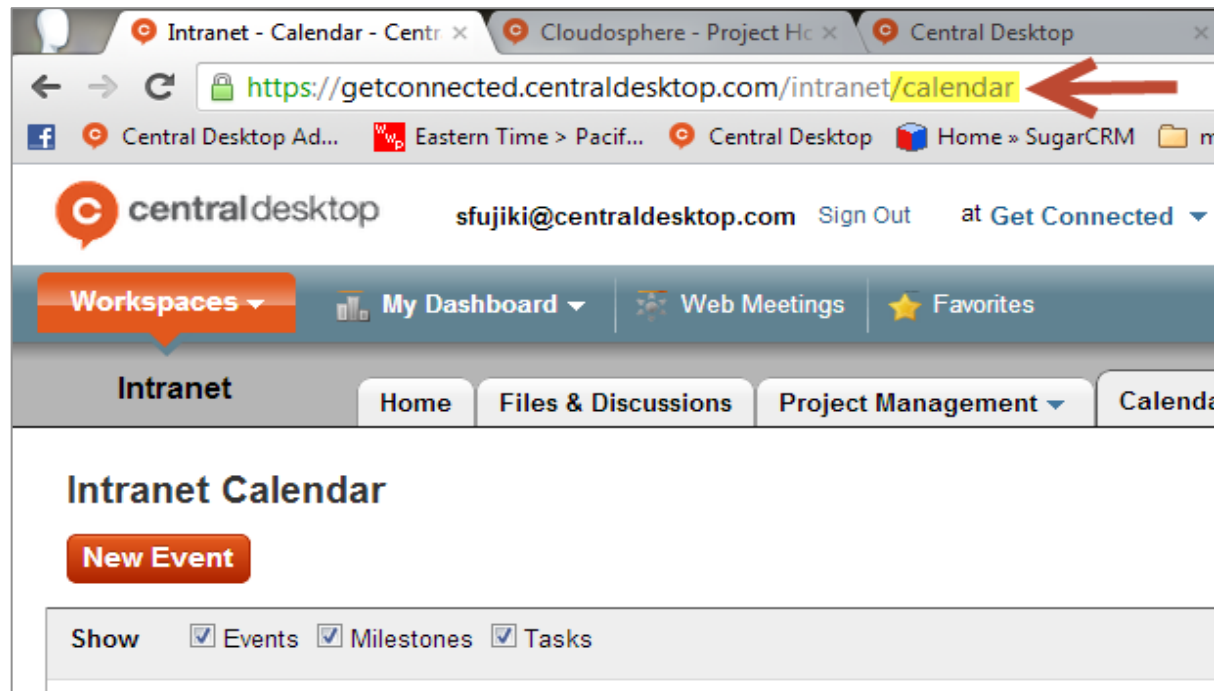 Intranet - Calendar - Centr Cloudosphere - Project Ho Central Desktop
https://getconnected.centraldesktop.com/intranet/calendar
Central Desktop Ad... WWP Eastern Time > Pacif... Central Desktop Home » SugarCRM m
centraldesktop sfujiki@centraldesktop.com Sign Out at Get Connected
Workspaces My Dashboard Web Meetings Favorites
Intranet Home Files & Discussions Project Management Calenda
Intranet Calendar
New Event
Show Events Milestones Tasks